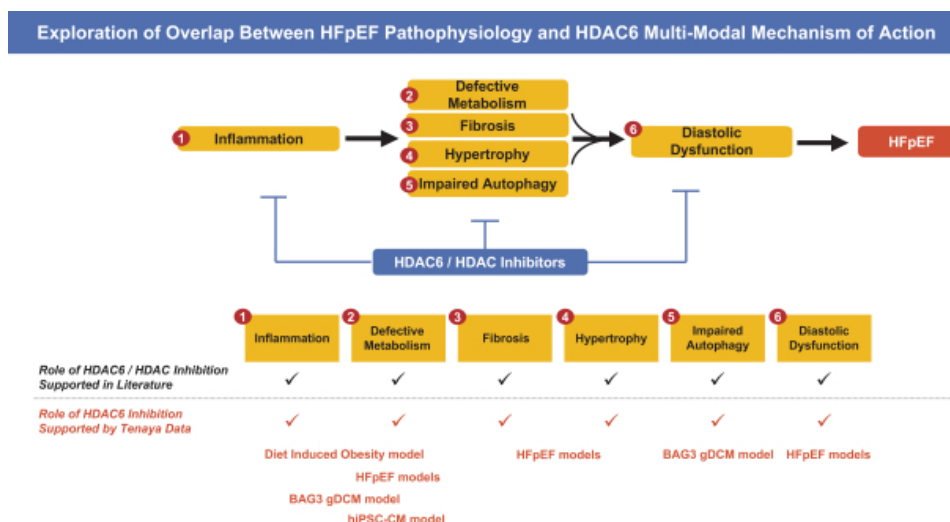 Exploration of Overlap Between HFpEF Pathophysiology and HDAC6 Multi-Modal Mechanism of Action
1
Inflammation
2
Defective
Metabolism
3
Fibrosis
4
Hypertrophy
5
Impaired Autophagy
6
Diastolic
Dysfunction
HFpEF
HDAC6 / HDAC Inhibitors
1
Inflammation
2
Defective
Metabolism
3
Fibrosis
4
Hypertrophy
5
Impaired
Autophagy
6
Diastolic
Dysfunction
Role of HDAC6 / HDAC Inhibition
Supported in Literature
✓ ✓ ✓ ✓ ✓ ✓
Role of HDAC6 Inhibition
Supported by Tenaya Data
✓ ✓ ✓ ✓ ✓ ✓
Diet Induced Obesity model
HFpEF models
BAG3 gDCM model
HFpEF models
HFpEF models
BAG3 gDCM model
hiPSC-CM model